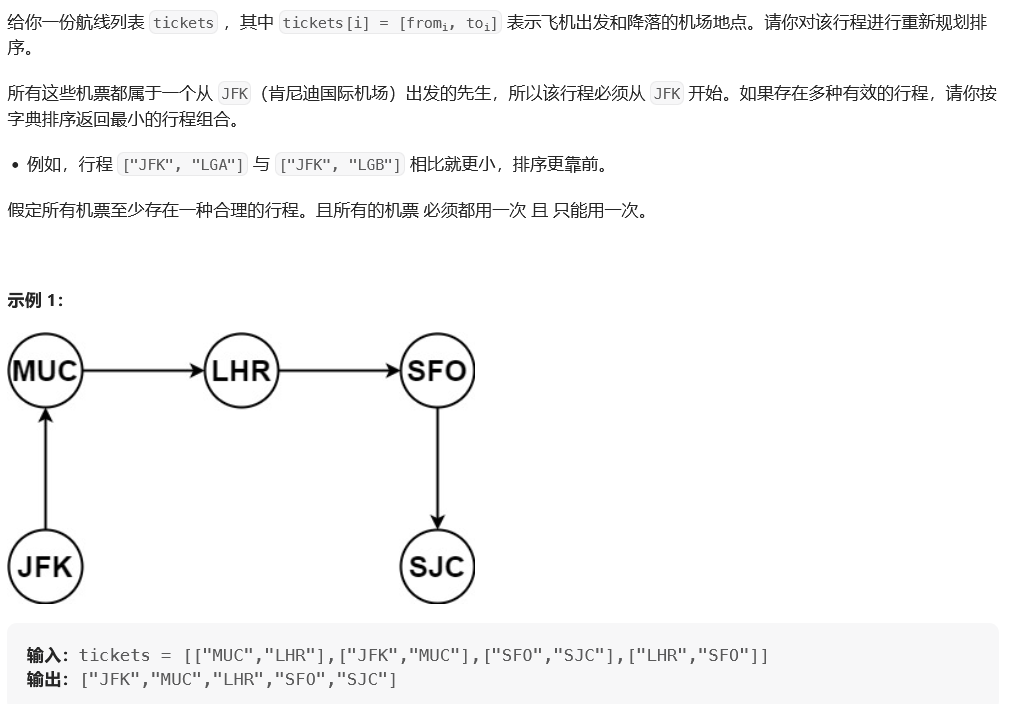 给你一份航线列表 tickets ，其中 tickets[i] = [fromi, toi] 表示飞机出发和降落的机场地点。请你对该行程进行重新规划排
序。
所有这些机票都属于一个从 JFK（肯尼迪国际机场）出发的先生，所以该行程必须从 JFK 开始。如果存在多种有效的行程，请你按
字典排序返回最小的行程组合。
• 例如，行程 ["JFK", "LGA"] 与 ["JFK", "LGB"] 相比就更小，排序更靠前。
假定所有机票至少存在一种合理的行程。且所有的机票 必须都用一次 且 只能用一次。
示例 1：
MUC LHR SFO
JFK SJC
输入：tickets = [["MUC","LHR"],["JFK","MUC"],["SFO","SJC"],["LHR","SFO"]]
输出：["JFK","MUC","LHR","SFO","SJC"]